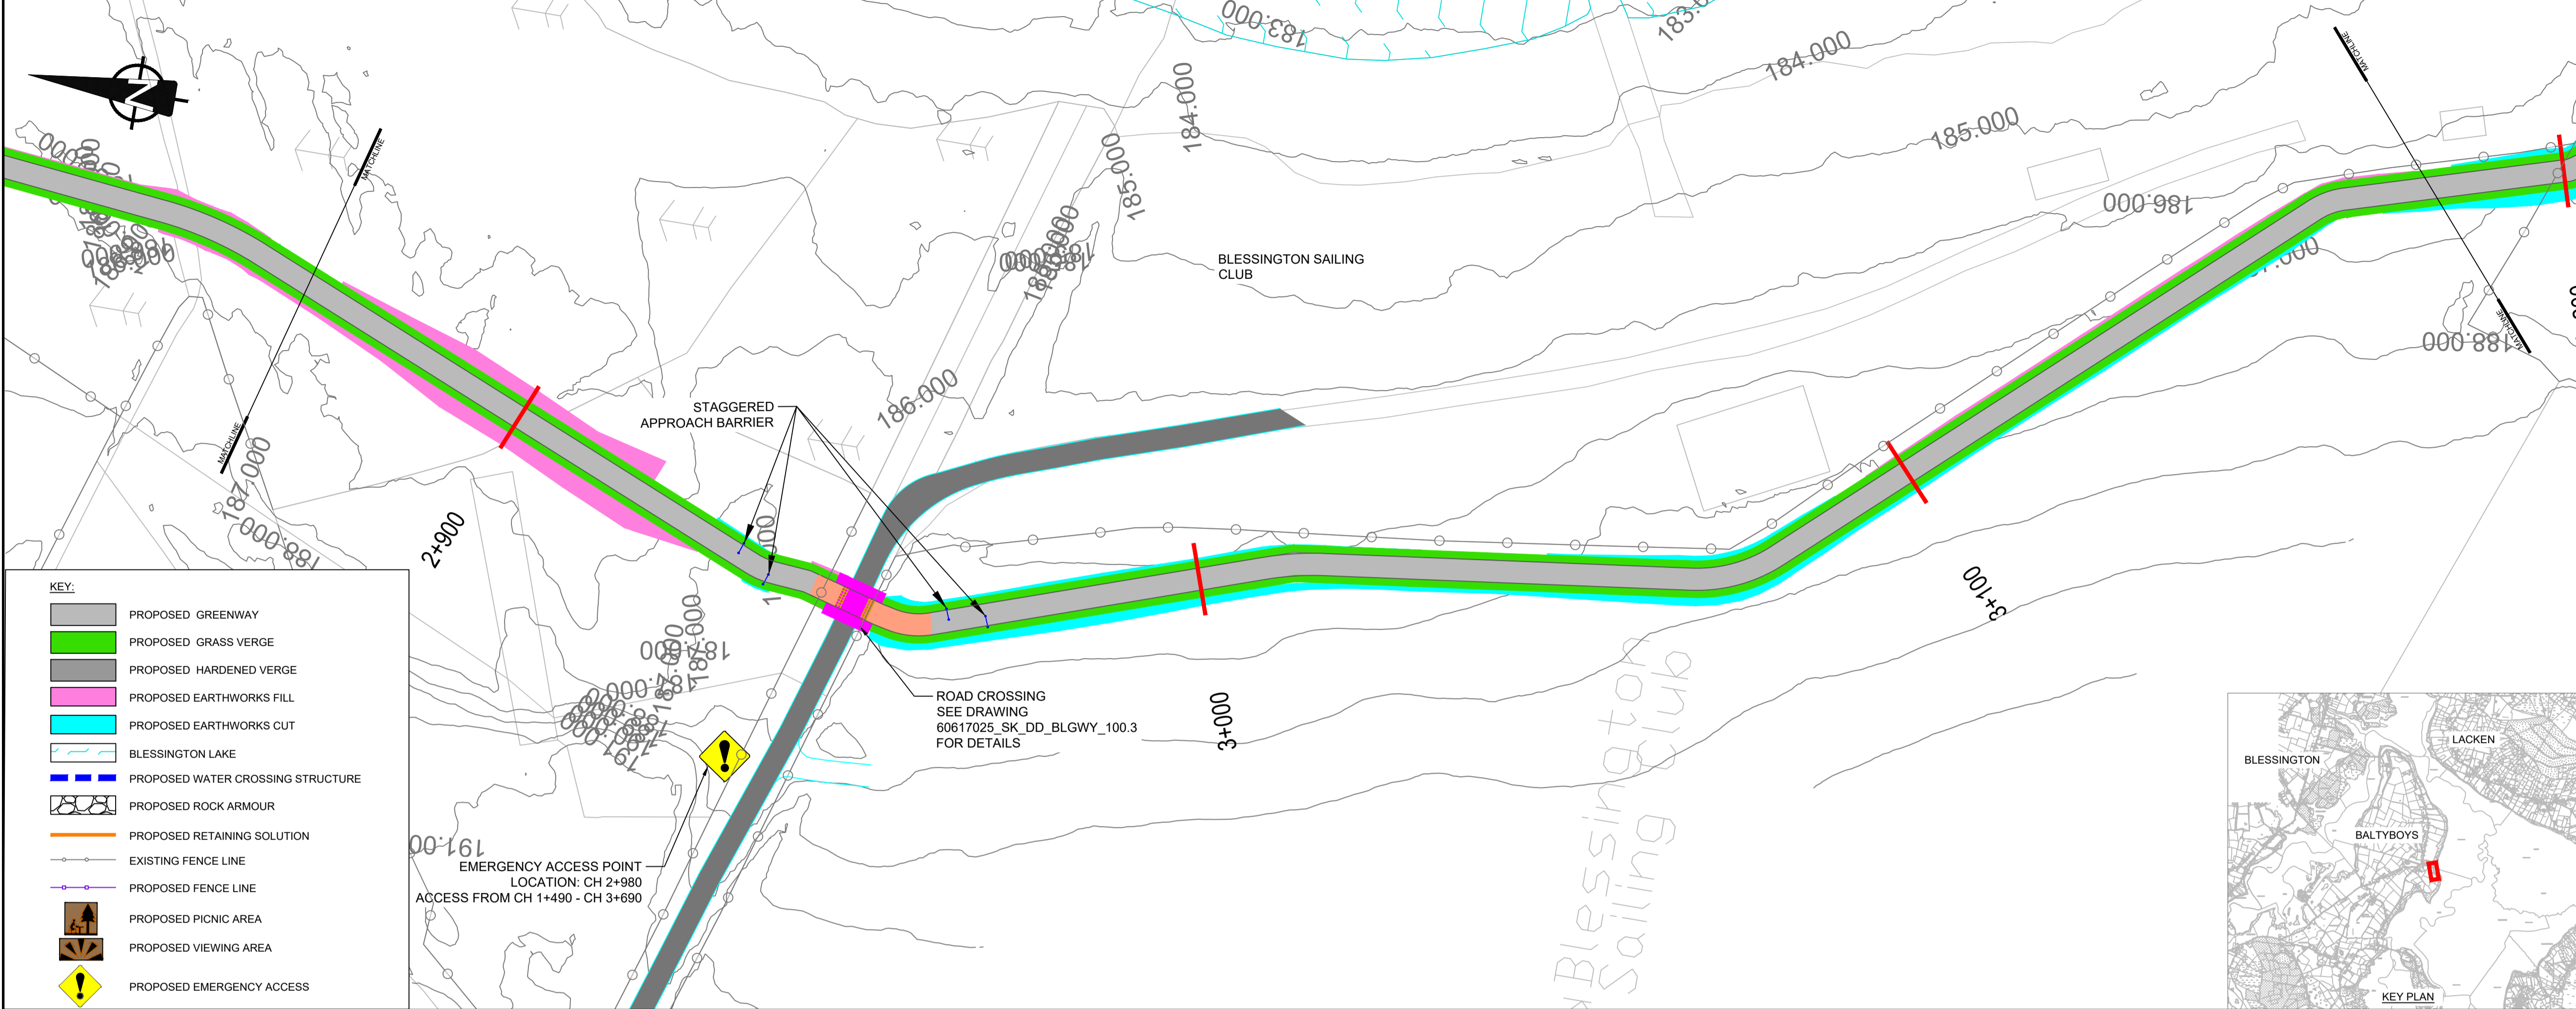 N
MATCHLINE
MATCHLINE
MATCHLINE
MATCHLINE
183.000
184.000
184.000
185.000
185.000
186.000
186.000
187.000
188.000
188.000
187.000
187.000
2+900
3+000
3+100
BLESSINGTON SAILING
CLUB
STAGGERED
APPROACH BARRIER
ROAD CROSSING
SEE DRAWING
60617025_SK_DD_BLGWY_100.3
FOR DETAILS
EMERGENCY ACCESS POINT
LOCATION: CH 2+980
ACCESS FROM CH 1+490 - CH 3+690
Blessington
Sailing Club
KEY:
PROPOSED GREENWAY
PROPOSED GRASS VERGE
PROPOSED HARDENED VERGE
PROPOSED EARTHWORKS FILL
PROPOSED EARTHWORKS CUT
BLESSINGTON LAKE
PROPOSED WATER CROSSING STRUCTURE
PROPOSED ROCK ARMOUR
PROPOSED RETAINING SOLUTION
EXISTING FENCE LINE
PROPOSED FENCE LINE
PROPOSED PICNIC AREA
PROPOSED VIEWING AREA
PROPOSED EMERGENCY ACCESS
BLESSINGTON
LACKEN
BALTYBOYS
KEY PLAN